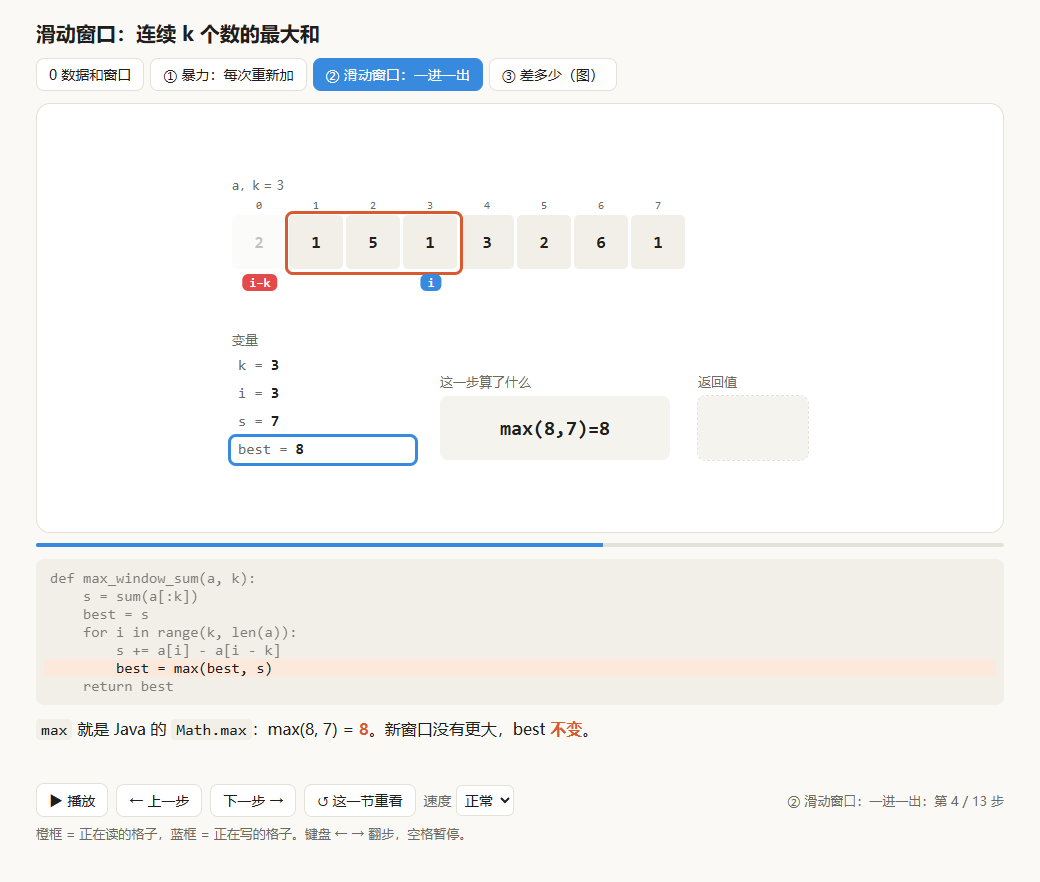 滑动窗口：连续 k 个数的最大和
0 数据和窗口
① 暴力：每次重新加
② 滑动窗口：一进一出
③ 差多少（图）
a, k = 3
0 1 2 3 4 5 6 7
2 1 5 1 3 2 6 1
i-k
i
变量
k = 3
i = 3
s = 7
best = 8
这一步算了什么
max(8,7)=8
返回值
def max_window_sum(a, k):
    s = sum(a[:k])
    best = s
    for i in range(k, len(a)):
        s += a[i] - a[i - k]
        best = max(best, s)
    return best
max 就是 Java 的 Math.max：max(8, 7) = 8。新窗口没有更大，best 不变。
▶ 播放
← 上一步
下一步 →
↺ 这一节重看
速度
正常
② 滑动窗口：一进一出：第 4 / 13 步
橙框 = 正在读的格子，蓝框 = 正在写的格子。键盘 ← → 翻步，空格暂停。